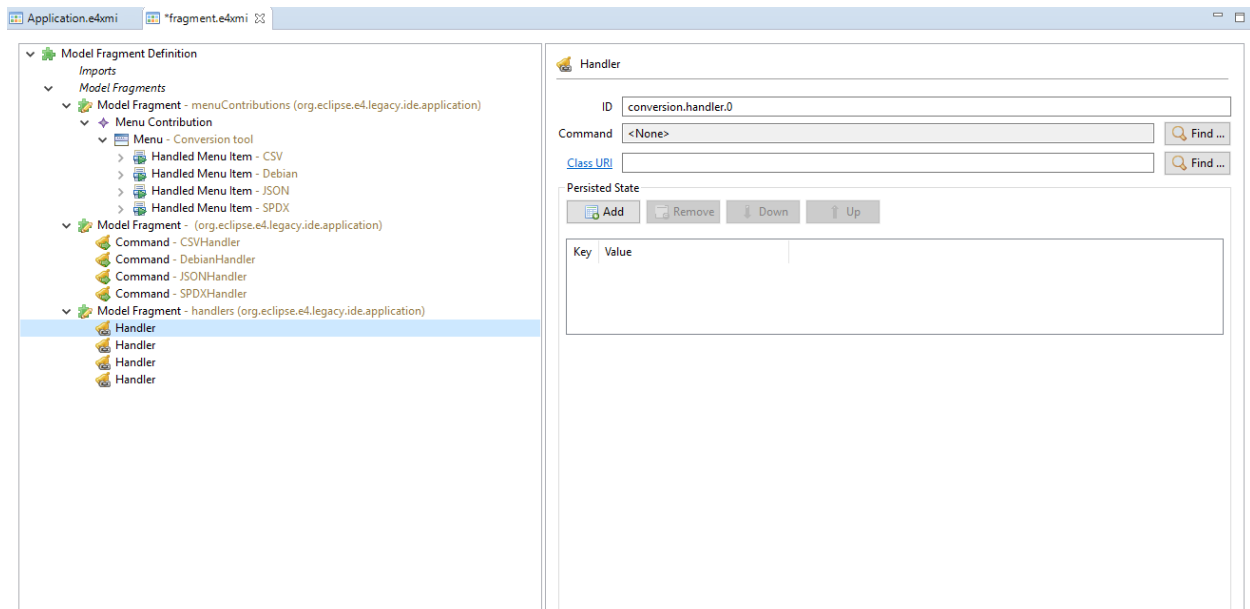 Application.e4xmi
*fragment.e4xmi
Model Fragment Definition
Imports
Model Fragments
Model Fragment - menuContributions (org.eclipse.e4.legacy.ide.application)
Menu Contribution
Menu - Conversion tool
Handled Menu Item - CSV
Handled Menu Item - Debian
Handled Menu Item - JSON
Handled Menu Item - SPDX
Model Fragment - (org.eclipse.e4.legacy.ide.application)
Command - CSVHandler
Command - DebianHandler
Command - JSONHandler
Command - SPDXHandler
Model Fragment - handlers (org.eclipse.e4.legacy.ide.application)
Handler
Handler
Handler
Handler
Handler
ID conversion.handler.0
Command <None> Find ...
Class URI Find ...
Persisted State
Add Remove Down Up
Key Value